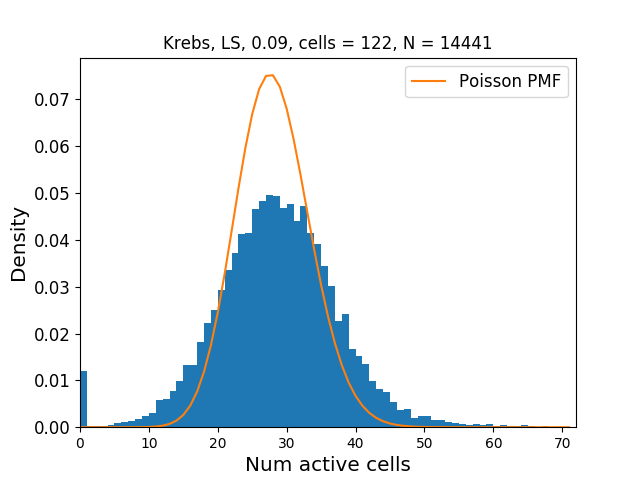 Krebs, LS, 0.09, cells = 122, N = 14441
Poisson PMF
Density
0.07
0.06
0.05
0.04
0.03
0.02
0.01
0.00
0 10 20 30 40 50 60 70
Num active cells